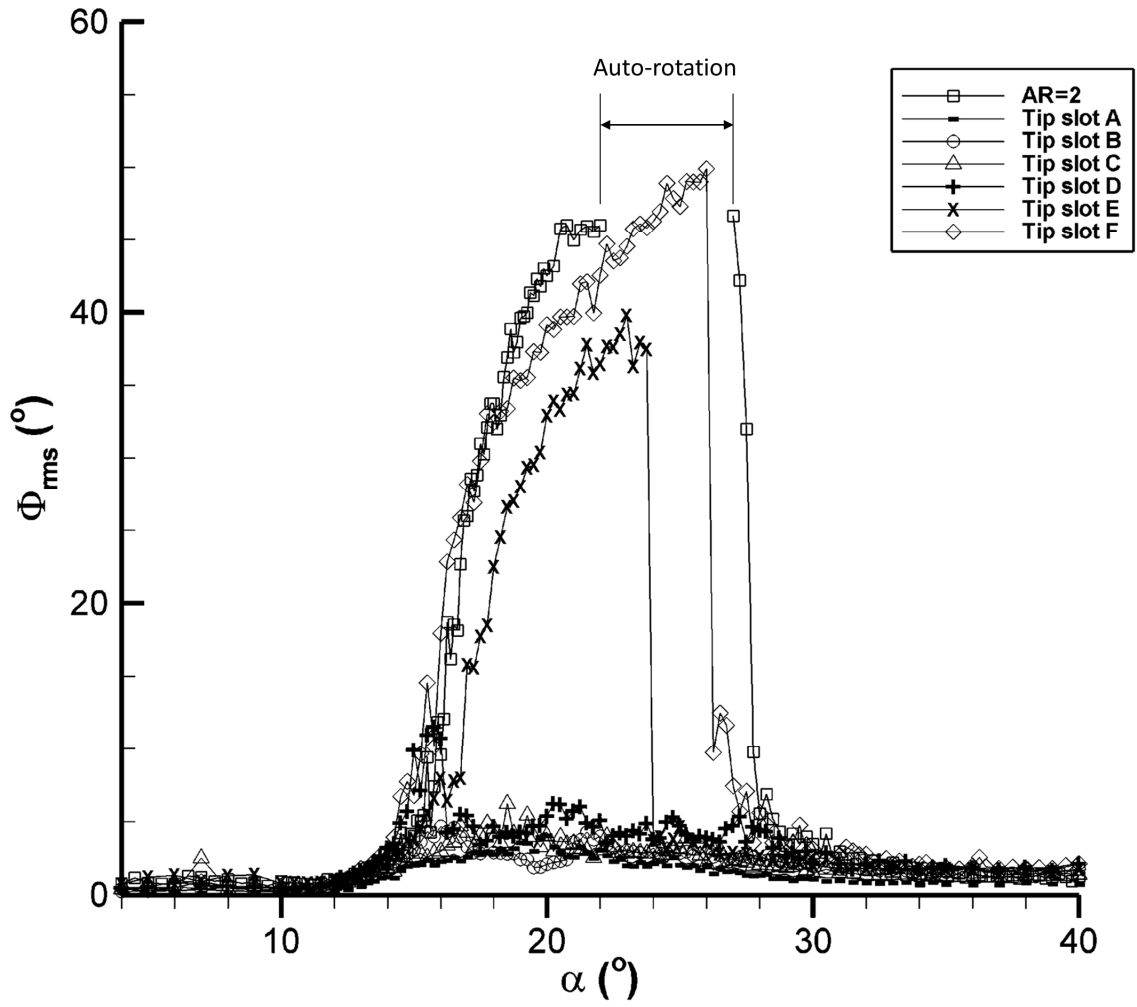 60
40
20
0
Φrms (o)
10
20
30
40
α (o)
Auto-rotation
AR=2
Tip slot A
Tip slot B
Tip slot C
Tip slot D
Tip slot E
Tip slot F